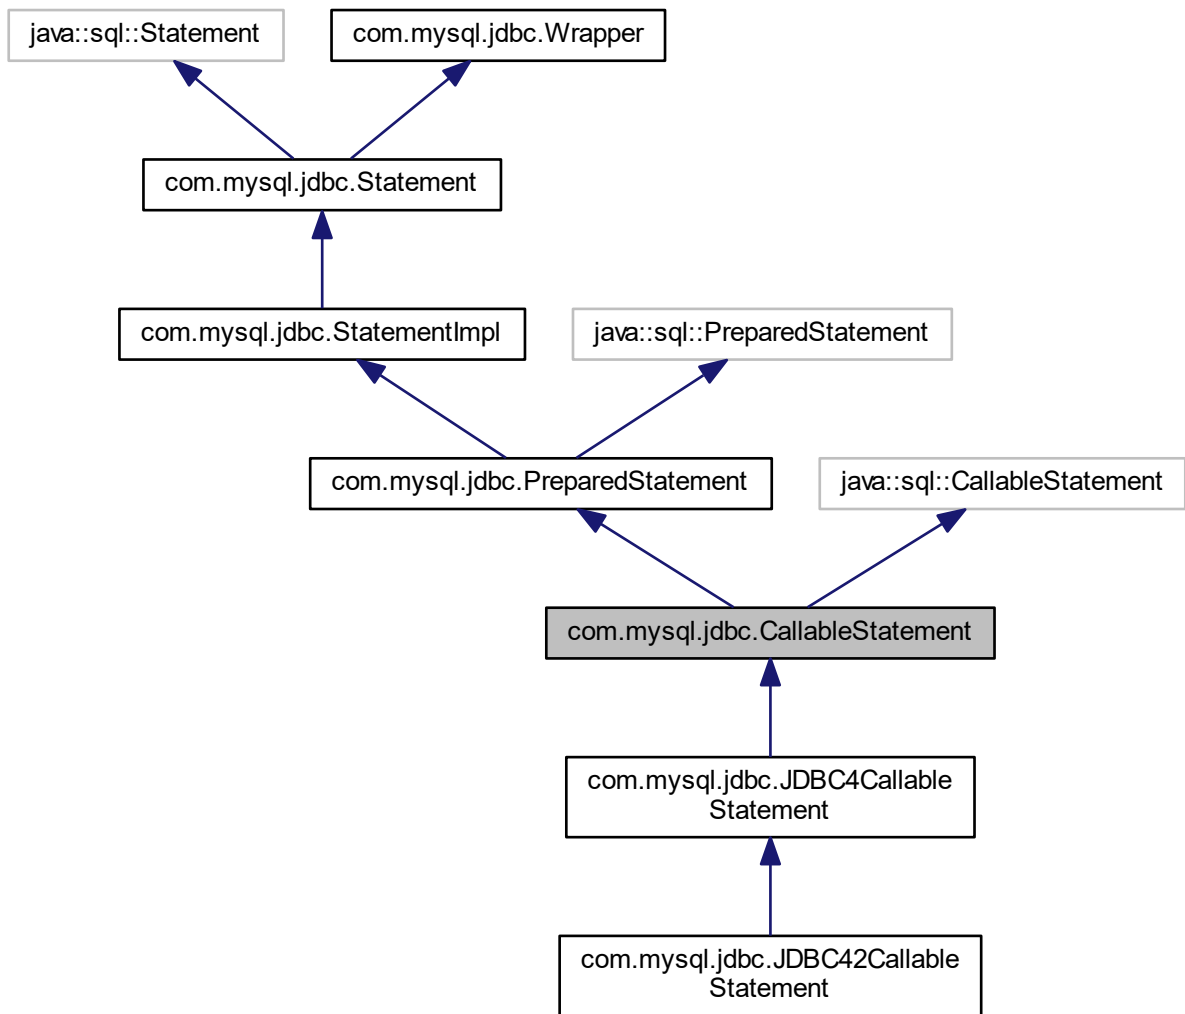 java::sql::Statement
com.mysql.jdbc.Wrapper
com.mysql.jdbc.Statement
com.mysql.jdbc.StatementImpl
java::sql::PreparedStatement
com.mysql.jdbc.PreparedStatement
java::sql::CallableStatement
com.mysql.jdbc.CallableStatement
com.mysql.jdbc.JDBC4Callable
Statement
com.mysql.jdbc.JDBC42Callable
Statement